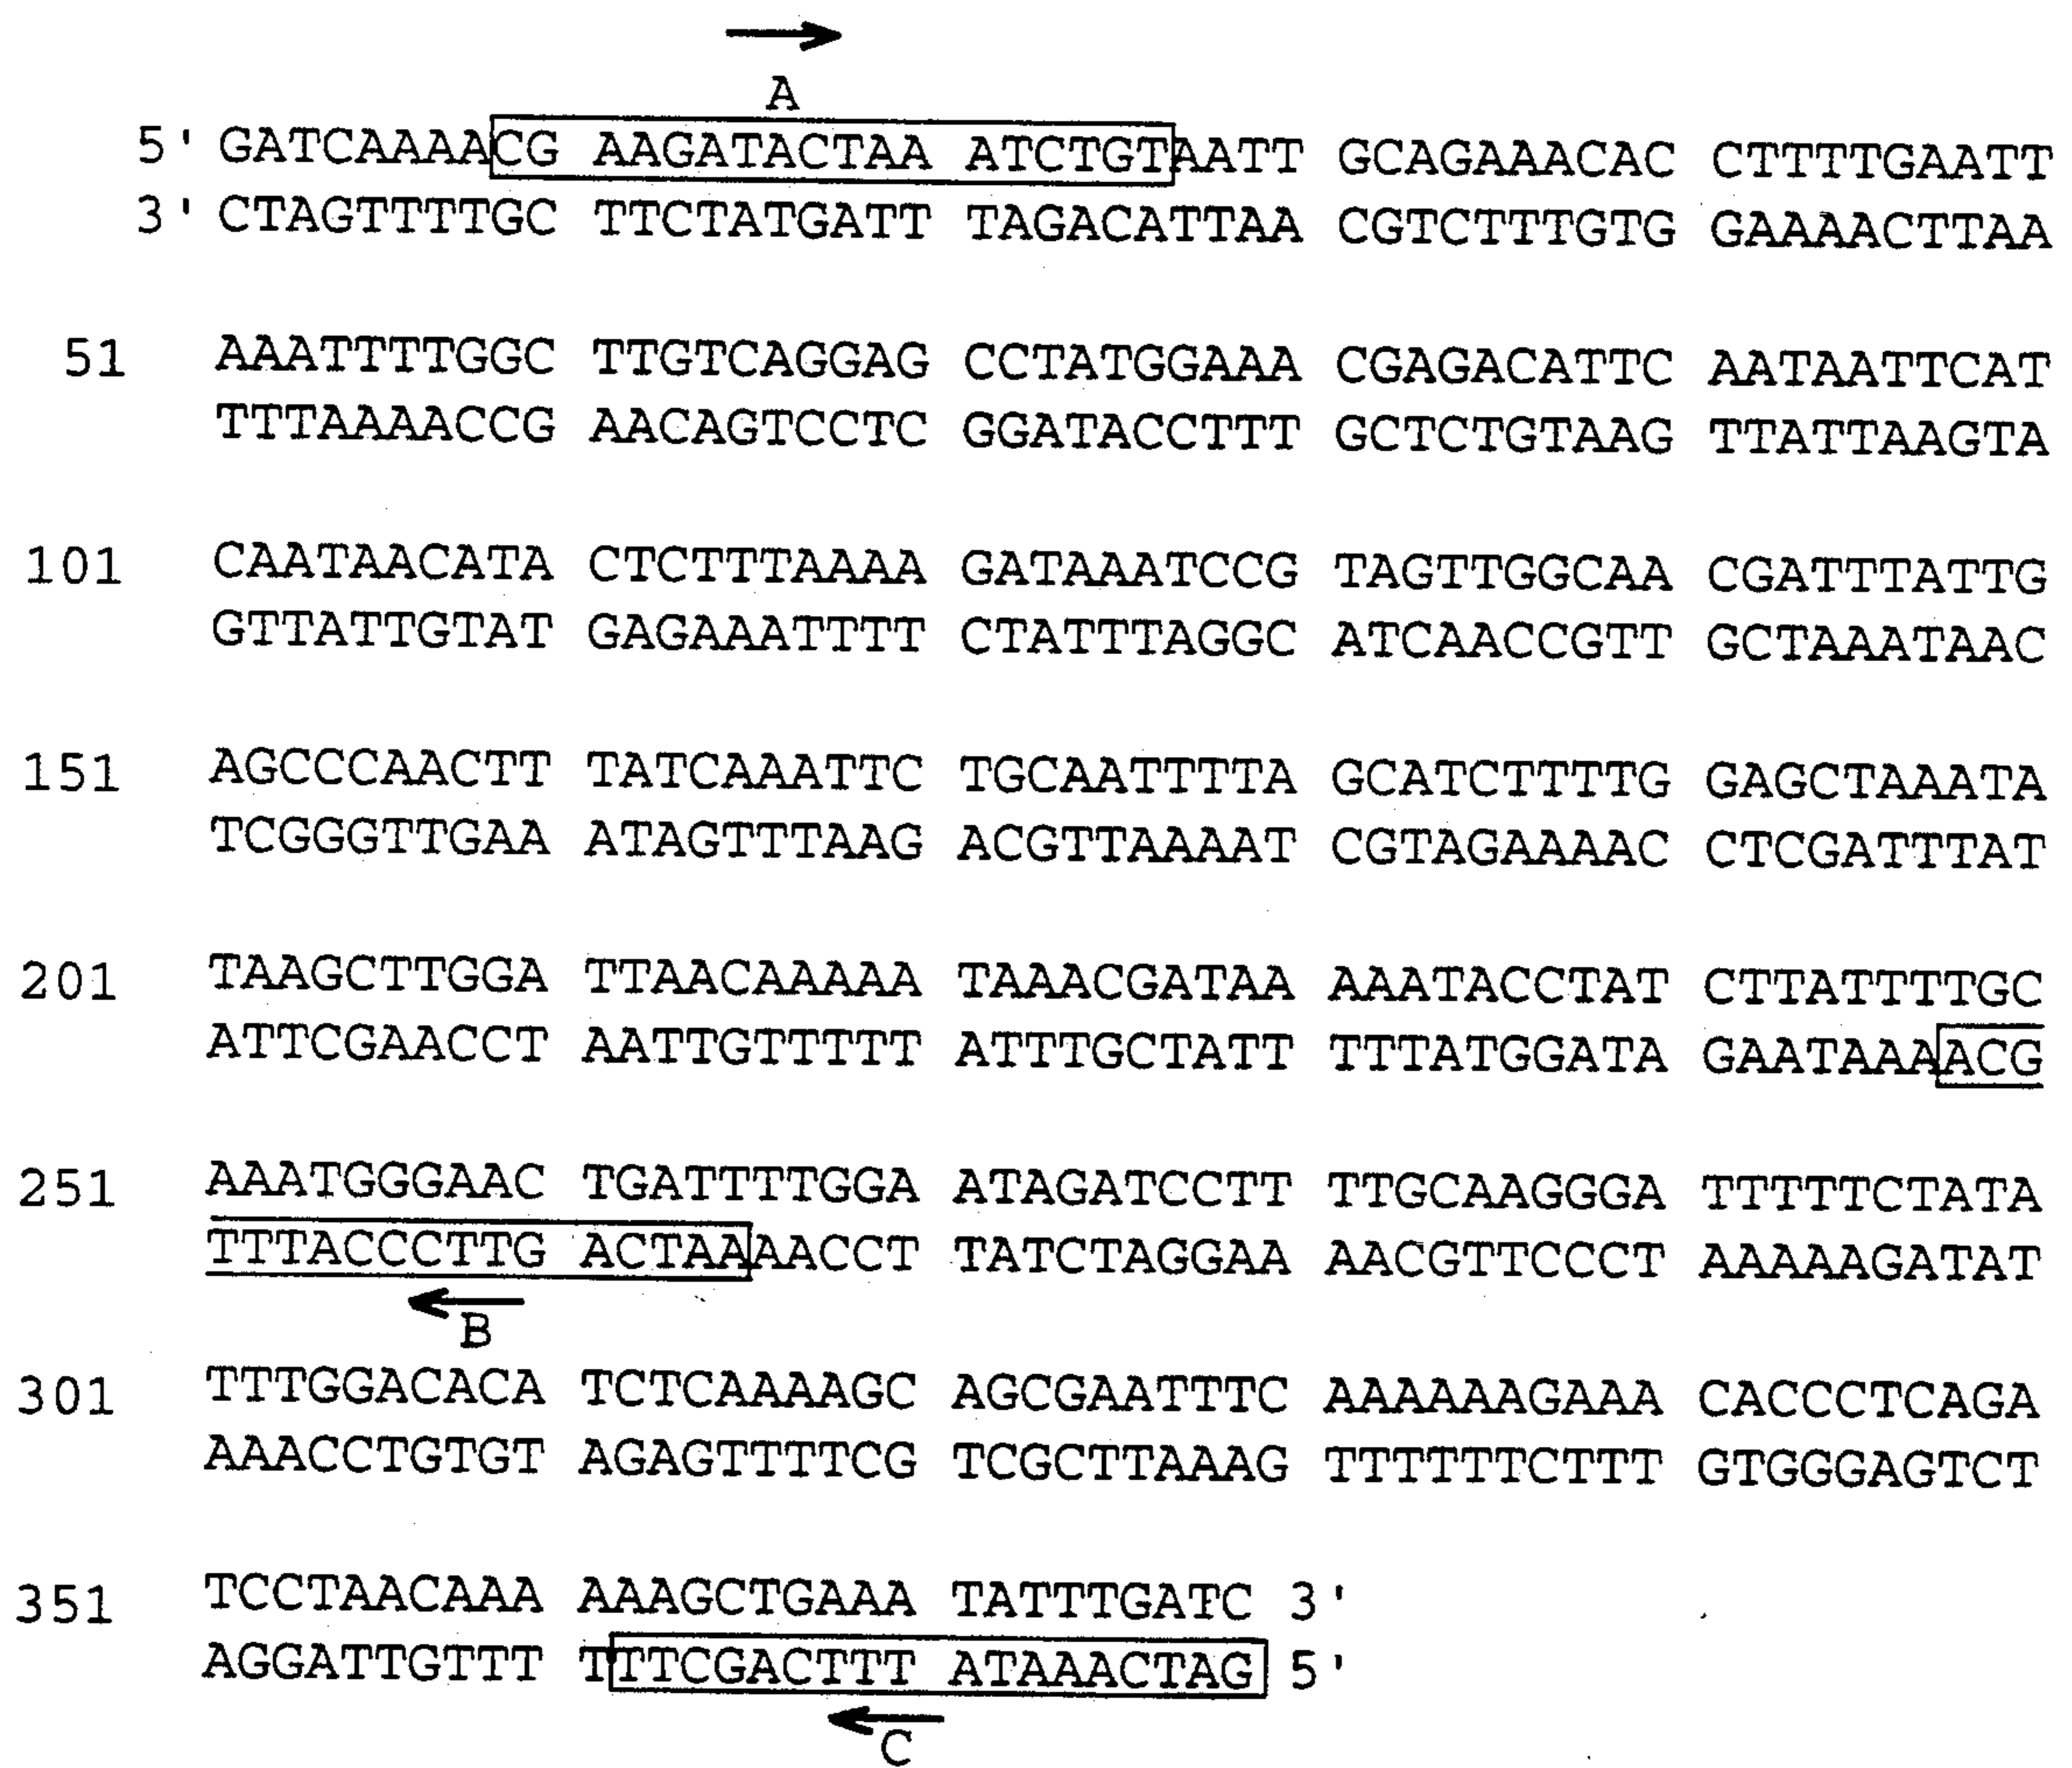 A
5' GATCAAAACG AAGATACTAA ATCTGTAATT GCAGAAACAC CTTTTGAATT
3' CTAGTTTTGC TTCTATGATT TAGACATTAA CGTCTTTGTG GAAAACTTAA
51 AAATTTTGGC TTGTCAGGAG CCTATGGAAA CGAGACATTC AATAATTCAT
TTTAAAACCG AACAGTCCTC GGATACCTTT GCTCTGTAAG TTATTAAGTA
101 CAATAACATA CTCTTTAAAA GATAAATCCG TAGTTGGCAA CGATTTATTG
GTTATTGTAT GAGAAATTTT CTATTTAGGC ATCAACCGTT GCTAAATAAC
151 AGCCCAACTT TATCAAATTC TGCAATTTTA GCATCTTTTG GAGCTAAATA
TCGGGTTGAA ATAGTTTAAG ACGTTAAAAT CGTAGAAAAC CTCGATTTAT
201 TAAGCTTGGA TTAACAAAAA TAAACGATAA AAATACCTAT CTTATTTTGC
ATTCGAACCT AATTGTTTTT ATTTGCTATT TTTATGGATA GAATAAAACG
251 AAATGGGAAC TGATTTTGGA ATAGATCCTT TTGCAAGGGA TTTTTCTATA
TTTACCCTTG ACTAAAACCT TATCTAGGAA AACGTTCCCT AAAAAGATAT
B
301 TTTGGACACA TCTCAAAAGC AGCGAATTTC AAAAAAGAAA CACCCTCAGA
AAACCTGTGT AGAGTTTTCG TCGCTTAAAG TTTTTTCTTT GTGGGAGTCT
351 TCCTAACAAA AAAGCTGAAA TATTTGATC 3'
AGGATTGTTT TTTCGACTTT ATAAACTAG 5'
C